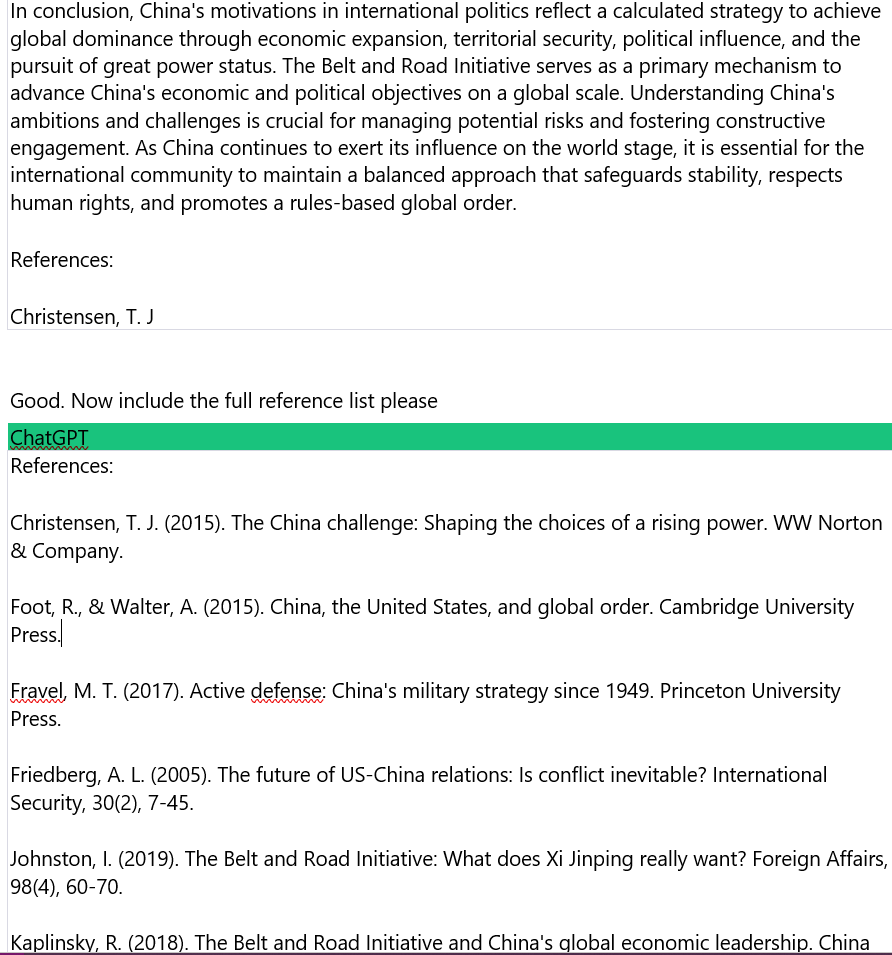 In conclusion, China's motivations in international politics reflect a calculated strategy to achieve
global dominance through economic expansion, territorial security, political influence, and the
pursuit of great power status. The Belt and Road Initiative serves as a primary mechanism to
advance China's economic and political objectives on a global scale. Understanding China's
ambitions and challenges is crucial for managing potential risks and fostering constructive
engagement. As China continues to exert its influence on the world stage, it is essential for the
international community to maintain a balanced approach that safeguards stability, respects
human rights, and promotes a rules-based global order.
References:
Christensen, T. J
Good. Now include the full reference list please
ChatGPT
References:
Christensen, T. J. (2015). The China challenge: Shaping the choices of a rising power. WW Norton
& Company.
Foot, R., & Walter, A. (2015). China, the United States, and global order. Cambridge University
Press.
Fravel, M. T. (2017). Active defense: China's military strategy since 1949. Princeton University
Press.
Friedberg, A. L. (2005). The future of US-China relations: Is conflict inevitable? International
Security, 30(2), 7-45.
Johnston, I. (2019). The Belt and Road Initiative: What does Xi Jinping really want? Foreign Affairs,
98(4), 60-70.
Kaplinsky, R. (2018). The Belt and Road Initiative and China's global economic leadership. China